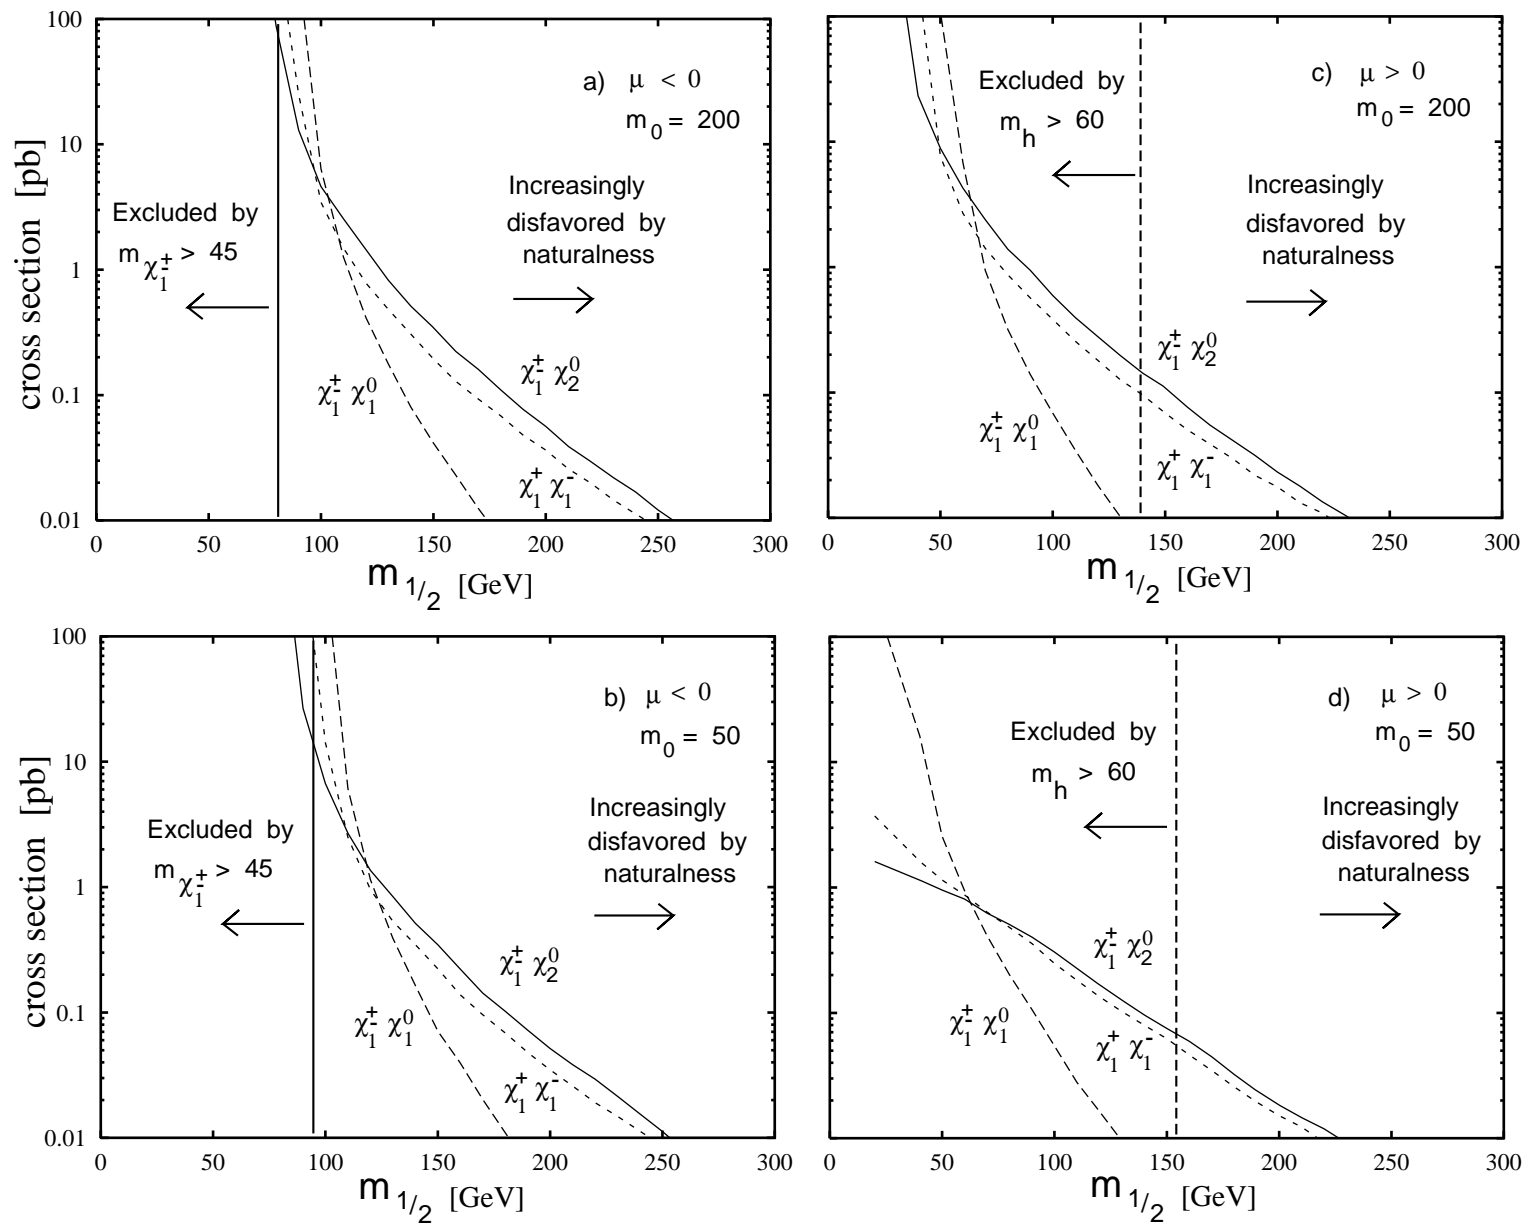 100
10
1
0.1
0.01
cross section [pb]
a) μ < 0
m0 = 200
Excluded by
mχ1± > 45
Increasingly
disfavored by
naturalness
χ1± χ20
χ1± χ10
χ1+ χ1-
0 50 100 150 200 250 300
m1/2 [GeV]
c) μ > 0
m0 = 200
Excluded by
mh > 60
Increasingly
disfavored by
naturalness
χ1± χ20
χ1± χ10
χ1+ χ1-
0 50 100 150 200 250 300
m1/2 [GeV]
100
10
1
0.1
0.01
cross section [pb]
b) μ < 0
m0 = 50
Excluded by
mχ1± > 45
Increasingly
disfavored by
naturalness
χ1± χ20
χ1± χ10
χ1+ χ1-
0 50 100 150 200 250 300
m1/2 [GeV]
d) μ > 0
m0 = 50
Excluded by
mh > 60
Increasingly
disfavored by
naturalness
χ1± χ20
χ1± χ10
χ1+ χ1-
0 50 100 150 200 250 300
m1/2 [GeV]